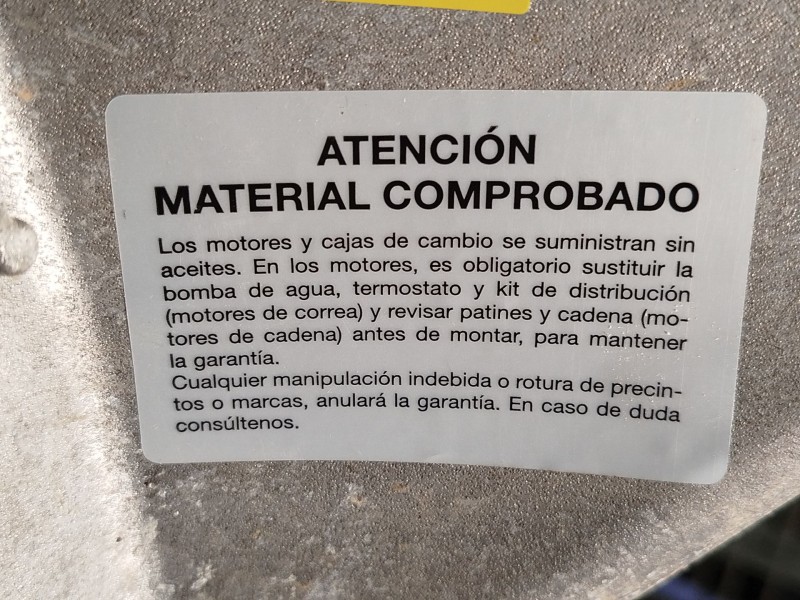 ATENCIÓN
MATERIAL COMPROBADO
Los motores y cajas de cambio se suministran sin
aceites. En los motores, es obligatorio sustituir la
bomba de agua, termostato y kit de distribución
(motores de correa) y revisar patines y cadena (mo-
tores de cadena) antes de montar, para mantener
la garantía.
Cualquier manipulación indebida o rotura de precin-
tos o marcas, anulará la garantía. En caso de duda
consúltenos.